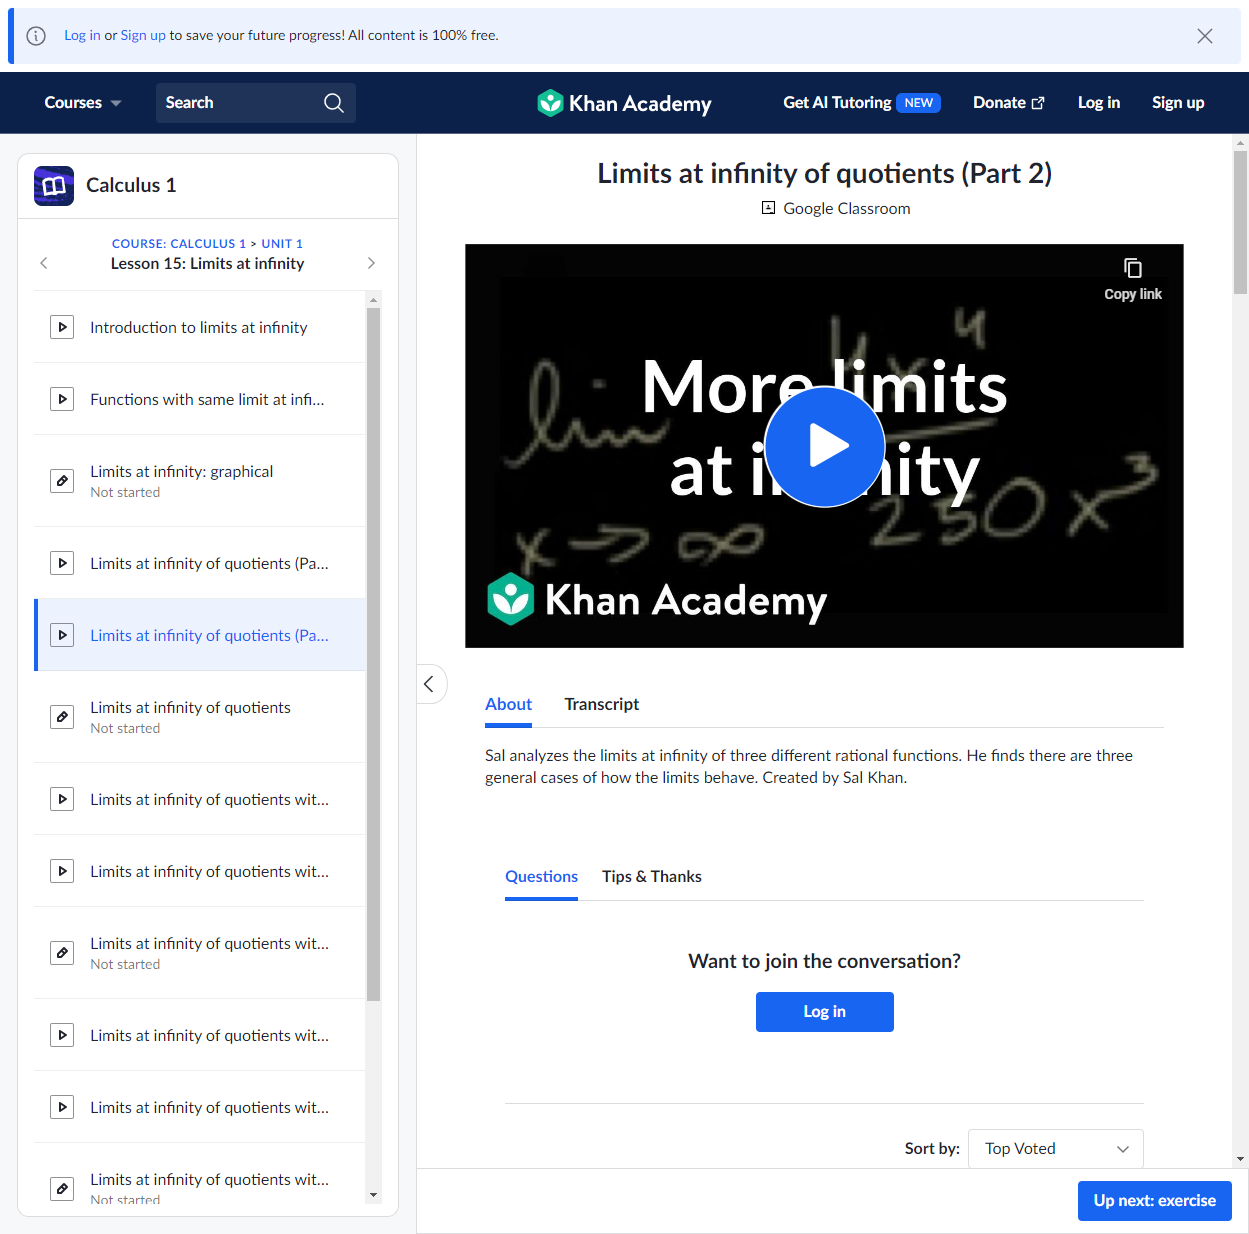 Log in or Sign up to save your future progress! All content is 100% free.
Courses
Search
Khan Academy
Get AI Tutoring NEW
Donate
Log in
Sign up
Calculus 1
COURSE: CALCULUS 1 > UNIT 1
Lesson 15: Limits at infinity
Introduction to limits at infinity
Functions with same limit at infi...
Limits at infinity: graphical
Not started
Limits at infinity of quotients (Pa...
Limits at infinity of quotients (Pa...
Limits at infinity of quotients
Not started
Limits at infinity of quotients wit...
Limits at infinity of quotients wit...
Limits at infinity of quotients wit...
Not started
Limits at infinity of quotients wit...
Limits at infinity of quotients wit...
Limits at infinity of quotients wit...
Not started
Limits at infinity of quotients (Part 2)
Google Classroom
Copy link
More limits
at
Khan Academy
lim
x → ∞
4x⁴
250x³
About
Transcript
Sal analyzes the limits at infinity of three different rational functions. He finds there are three
general cases of how the limits behave. Created by Sal Khan.
Questions
Tips & Thanks
Want to join the conversation?
Log in
Sort by:
Top Voted
Up next: exercise